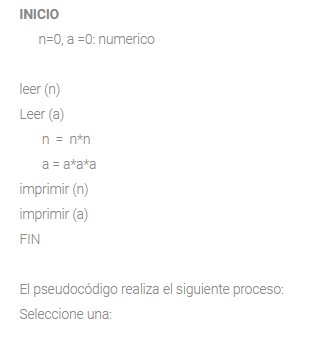 INICIO
n=0, a =0: numerico
leer (n)
Leer (a)
n = n*n
a = a*a*a
imprimir (n)
imprimir (a)
FIN
El pseudocódigo realiza el siguiente proceso:
Seleccione una: